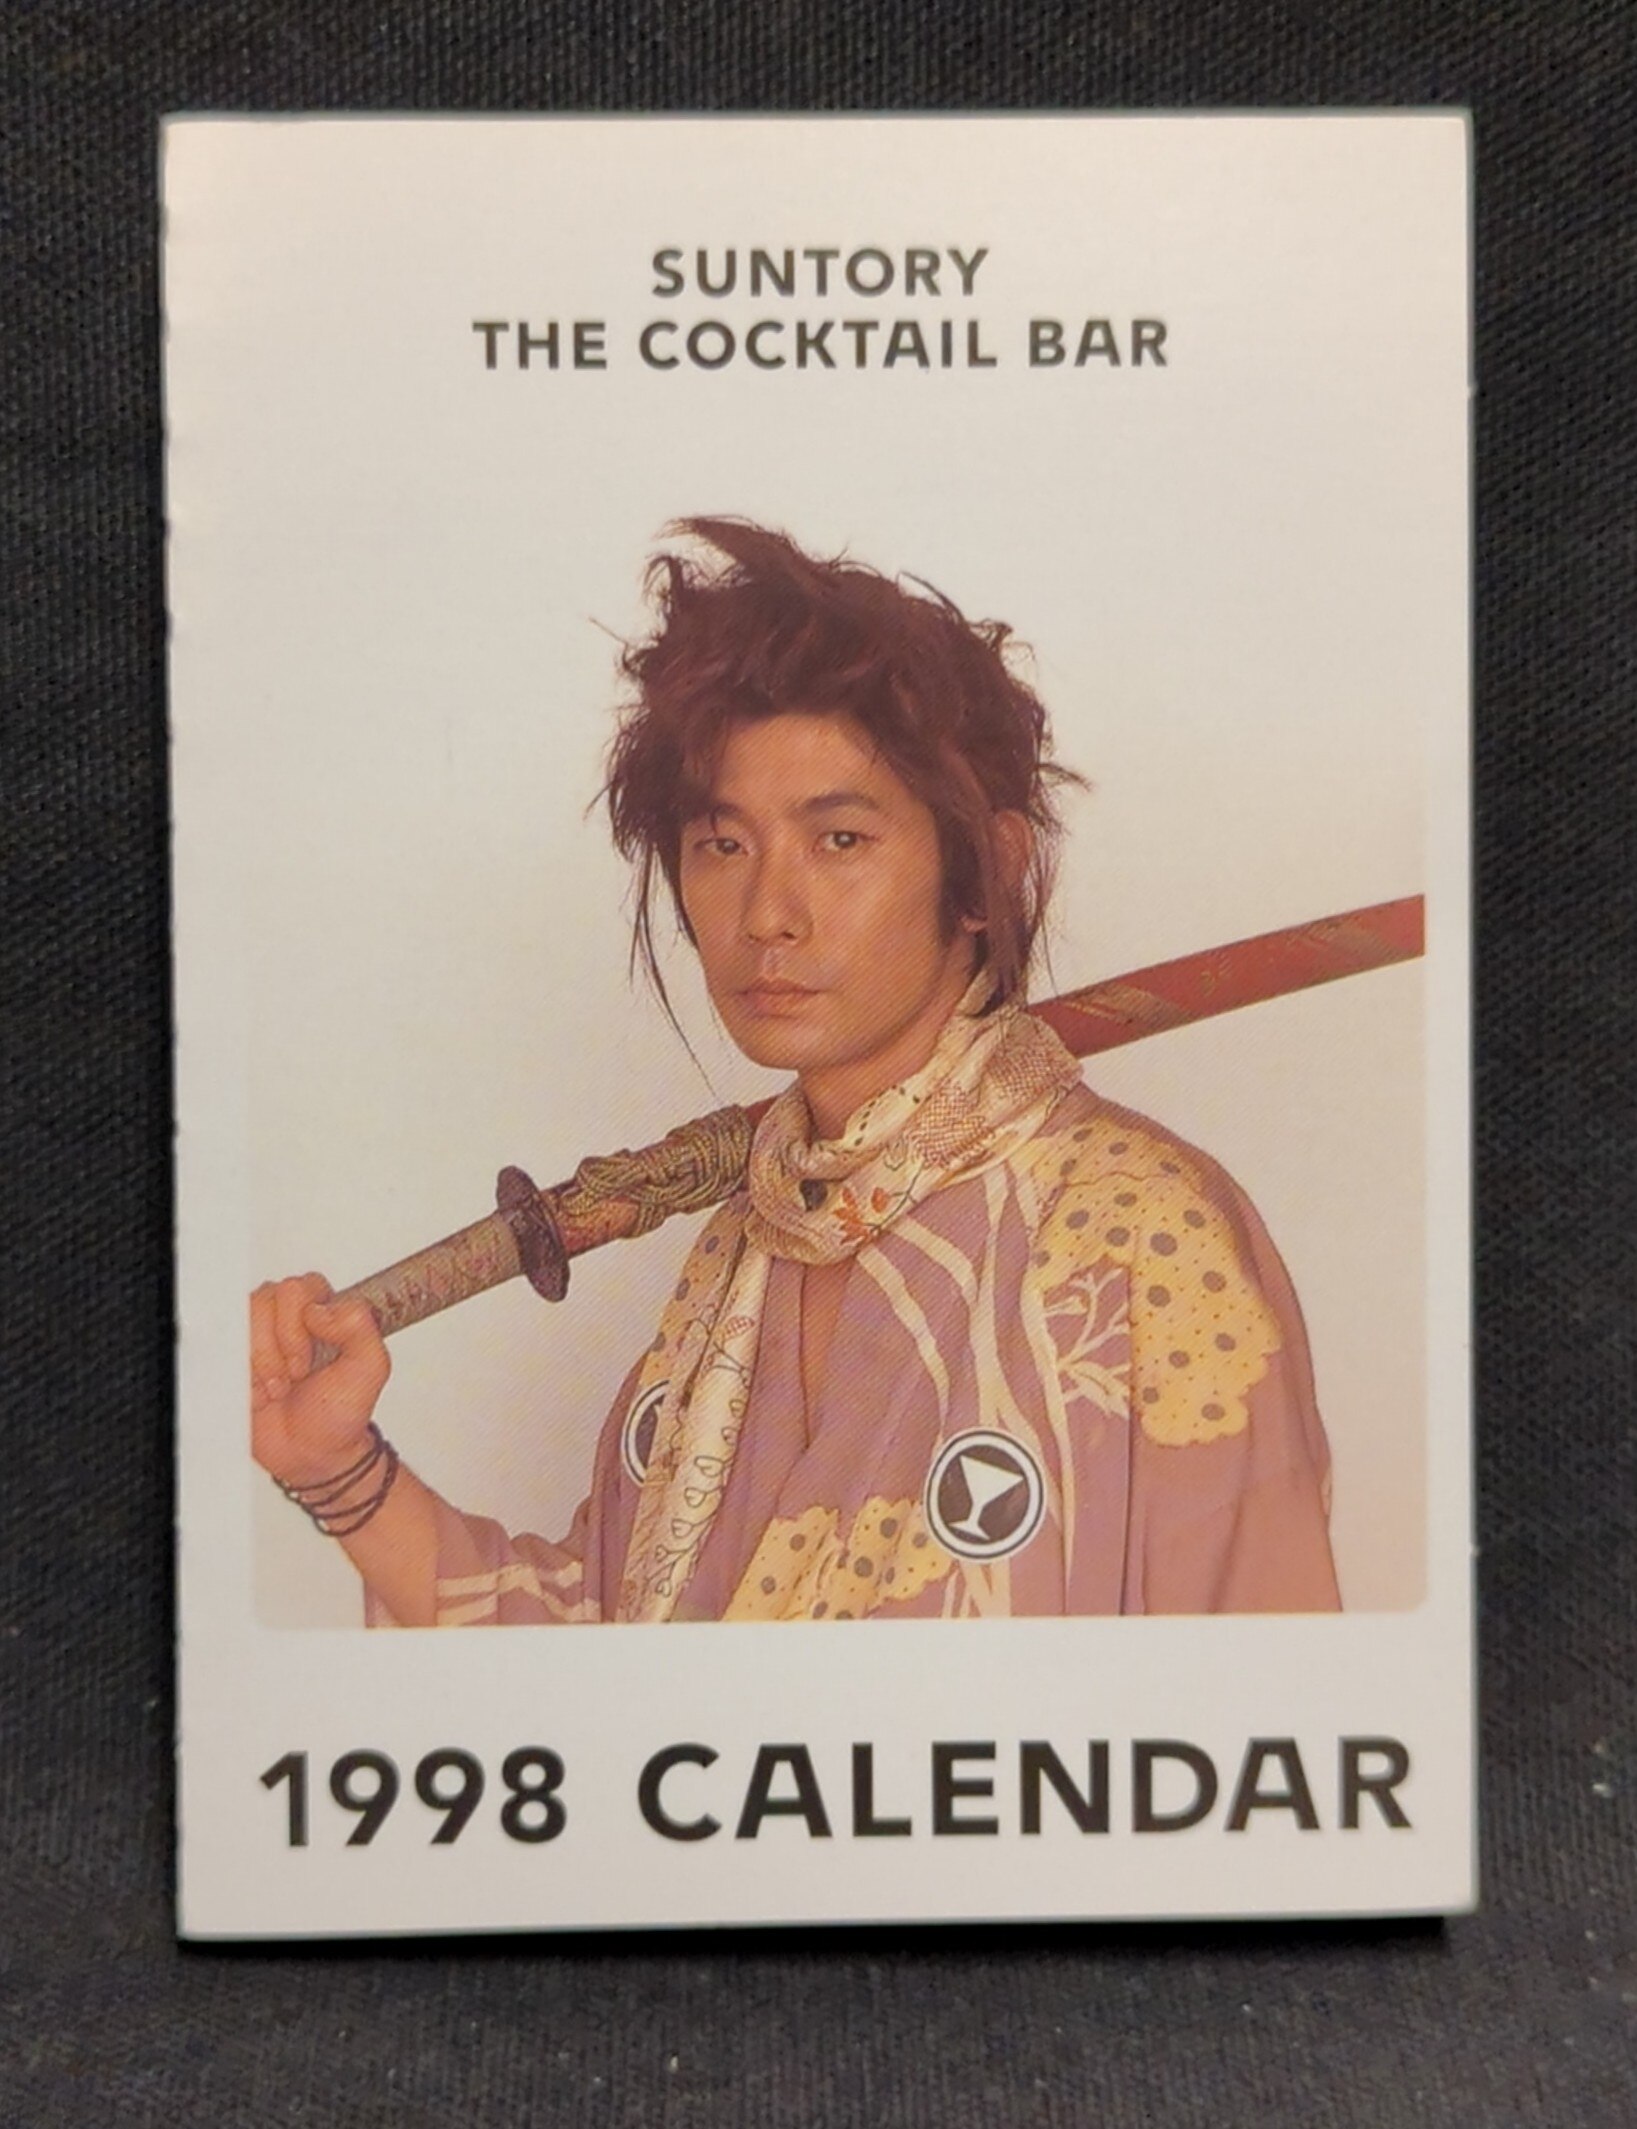 SUNTORY
THE COCKTAIL BAR
1998 CALENDAR